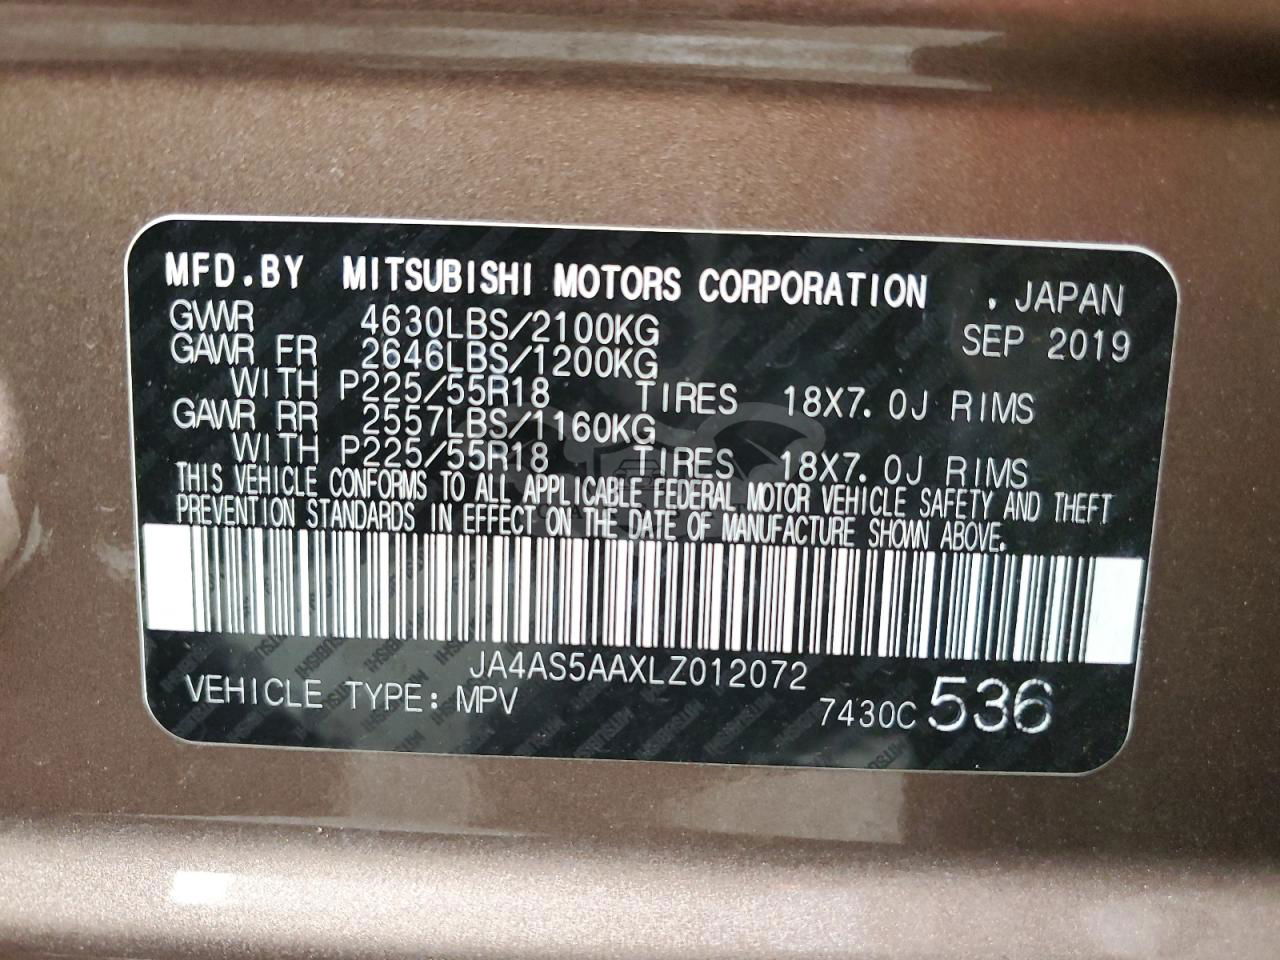 MFD.BY MITSUBISHI MOTORS CORPORATION , JAPAN
GVWR 4630LBS/2100KG SEP 2019
GAWR FR 2646LBS/1200KG
WITH P225/55R18 TIRES 18X7.0J RIMS
GAWR RR 2557LBS/1160KG
WITH P225/55R18 TIRES 18X7.0J RIMS
THIS VEHICLE CONFORMS TO ALL APPLICABLE FEDERAL MOTOR VEHICLE SAFETY AND THEFT
PREVENTION STANDARDS IN EFFECT ON THE DATE OF MANUFACTURE SHOWN ABOVE.
JA4AS5AAXLZ012072
VEHICLE TYPE: MPV 7430C 536